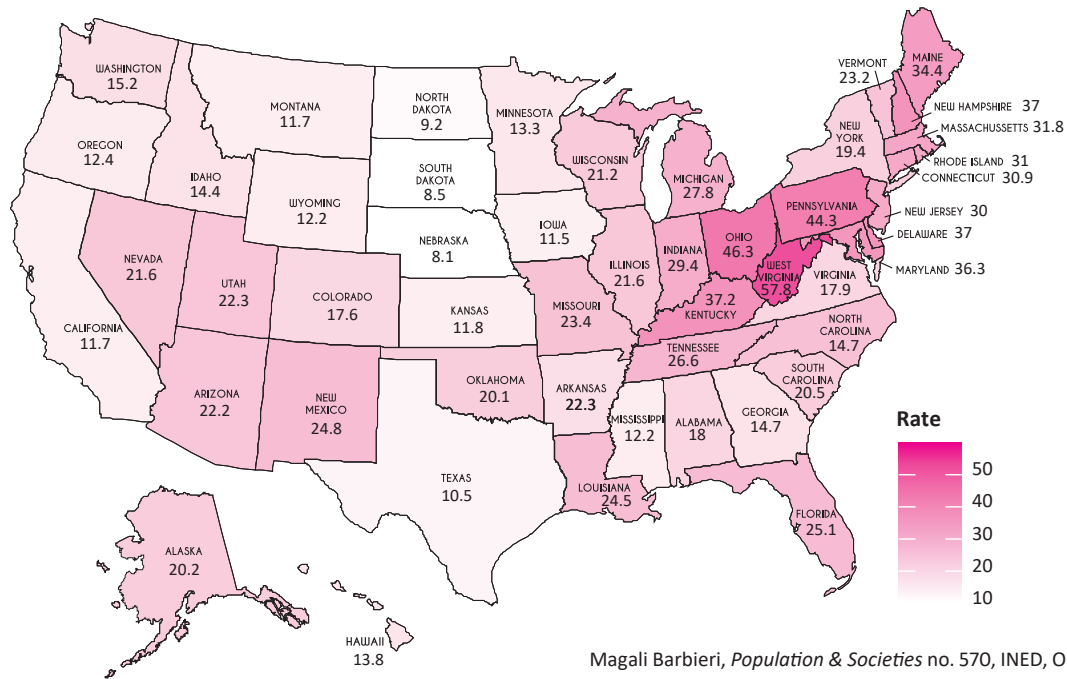 WASHINGTON
15.2
OREGON
12.4
CALIFORNIA
11.7
NEVADA
21.6
IDAHO
14.4
MONTANA
11.7
WYOMING
12.2
UTAH
22.3
COLORADO
17.6
ARIZONA
22.2
NEW
MEXICO
24.8
NORTH
DAKOTA
9.2
SOUTH
DAKOTA
8.5
NEBRASKA
8.1
KANSAS
11.8
OKLAHOMA
20.1
TEXAS
10.5
MINNESOTA
13.3
IOWA
11.5
MISSOURI
23.4
ARKANSAS
22.3
LOUISIANA
24.5
WISCONSIN
21.2
ILLINOIS
21.6
MICHIGAN
27.8
INDIANA
29.4
OHIO
46.3
37.2
KENTUCKY
TENNESSEE
26.6
MISSISSIPPI
12.2
ALABAMA
18
GEORGIA
14.7
FLORIDA
25.1
SOUTH
CAROLINA
20.5
NORTH
CAROLINA
14.7
VIRGINIA
17.9
WEST
VIRGINIA
57.8
PENNSYLVANIA
44.3
NEW
YORK
19.4
VERMONT
23.2
MAINE
34.4
NEW HAMPSHIRE 37
MASSACHUSSETTS 31.8
RHODE ISLAND 31
CONNECTICUT 30.9
NEW JERSEY 30
DELAWARE 37
MARYLAND 36.3
ALASKA
20.2
HAWAII
13.8
Rate
50
40
30
20
10
Magali Barbieri, Population & Societies no. 570, INED, O